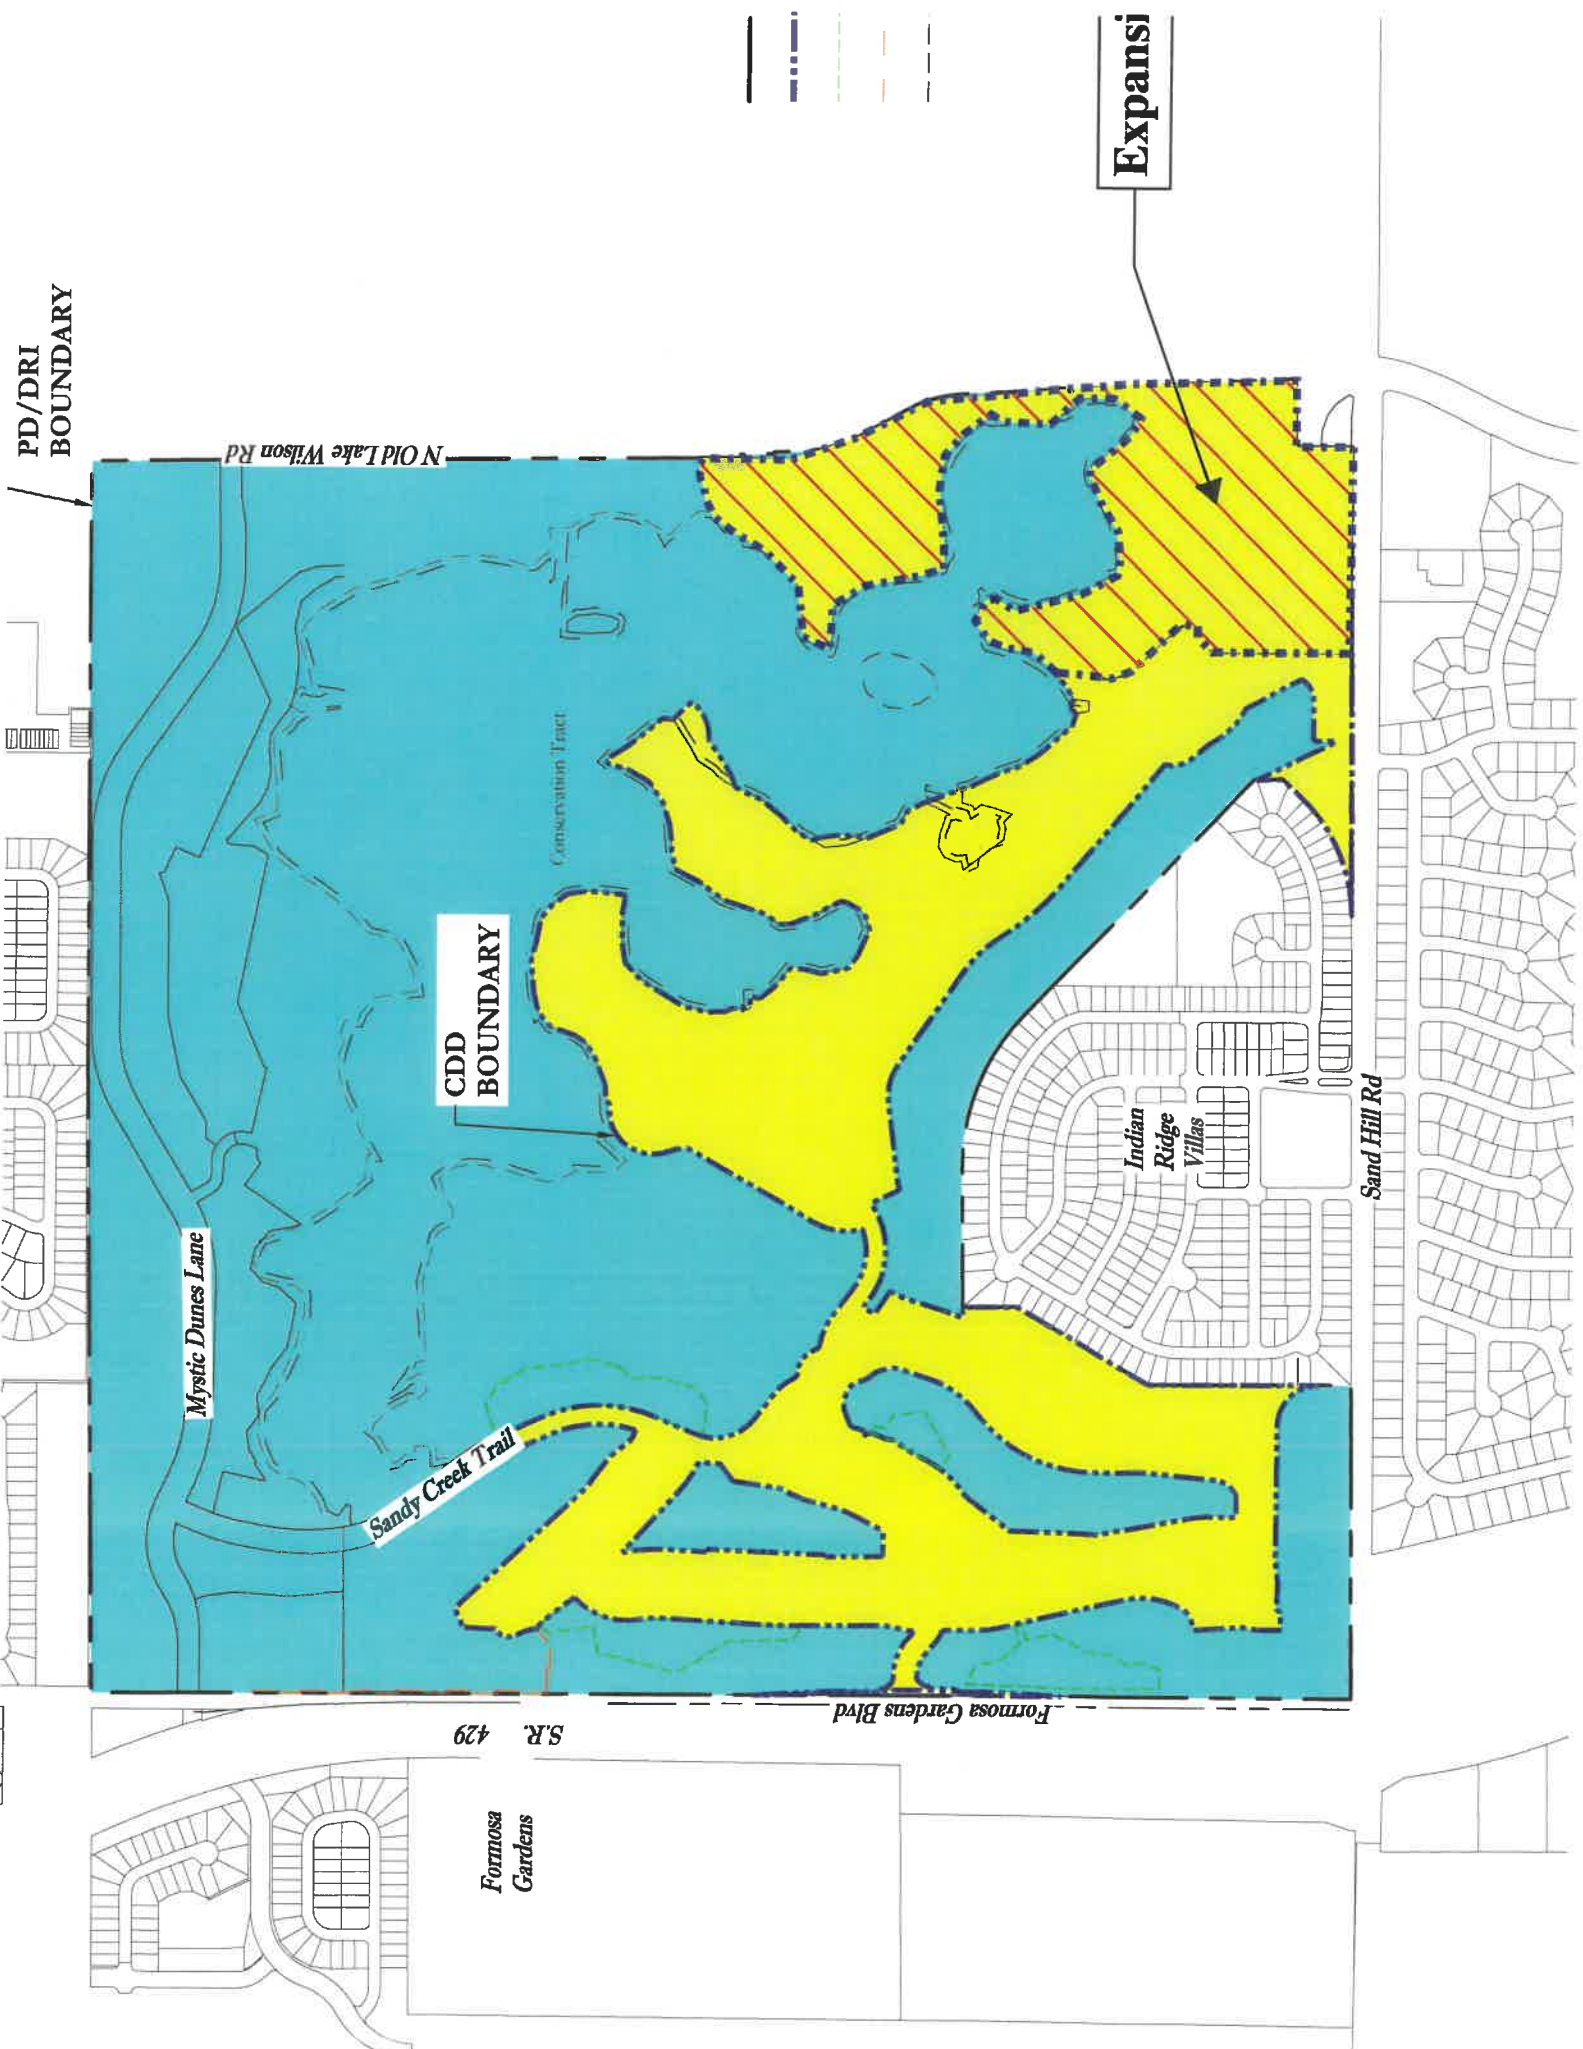 PD/DRI
BOUNDARY
N Old Lake Wilson Rd
Expansi
Conservation Tract
CDD
BOUNDARY
Mystic Dunes Lane
Sandy Creek Trail
Indian
Ridge
Villas
Sand Hill Rd
Formosa Gardens Blvd
S.R. 429
Formosa
Gardens